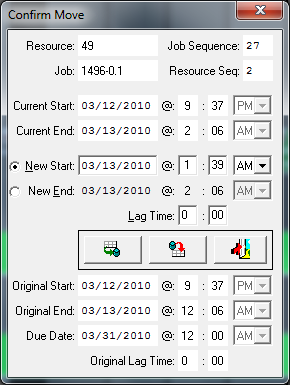 Confirm Move
Resource: 49 Job Sequence: 27
Job: 1496-0.1 Resource Seq: 2
Current Start: 03/12/2010 @: 9 : 37 PM
Current End: 03/13/2010 @: 2 : 06 AM
New Start: 03/13/2010 @: 1 : 39 AM
New End: 03/13/2010 @: 2 : 06 AM
Lag Time: 0 : 00
Original Start: 03/12/2010 @: 9 : 37 PM
Original End: 03/13/2010 @: 12 : 06 AM
Due Date: 03/31/2010 @: 12 : 00 AM
Original Lag Time: 0 : 00